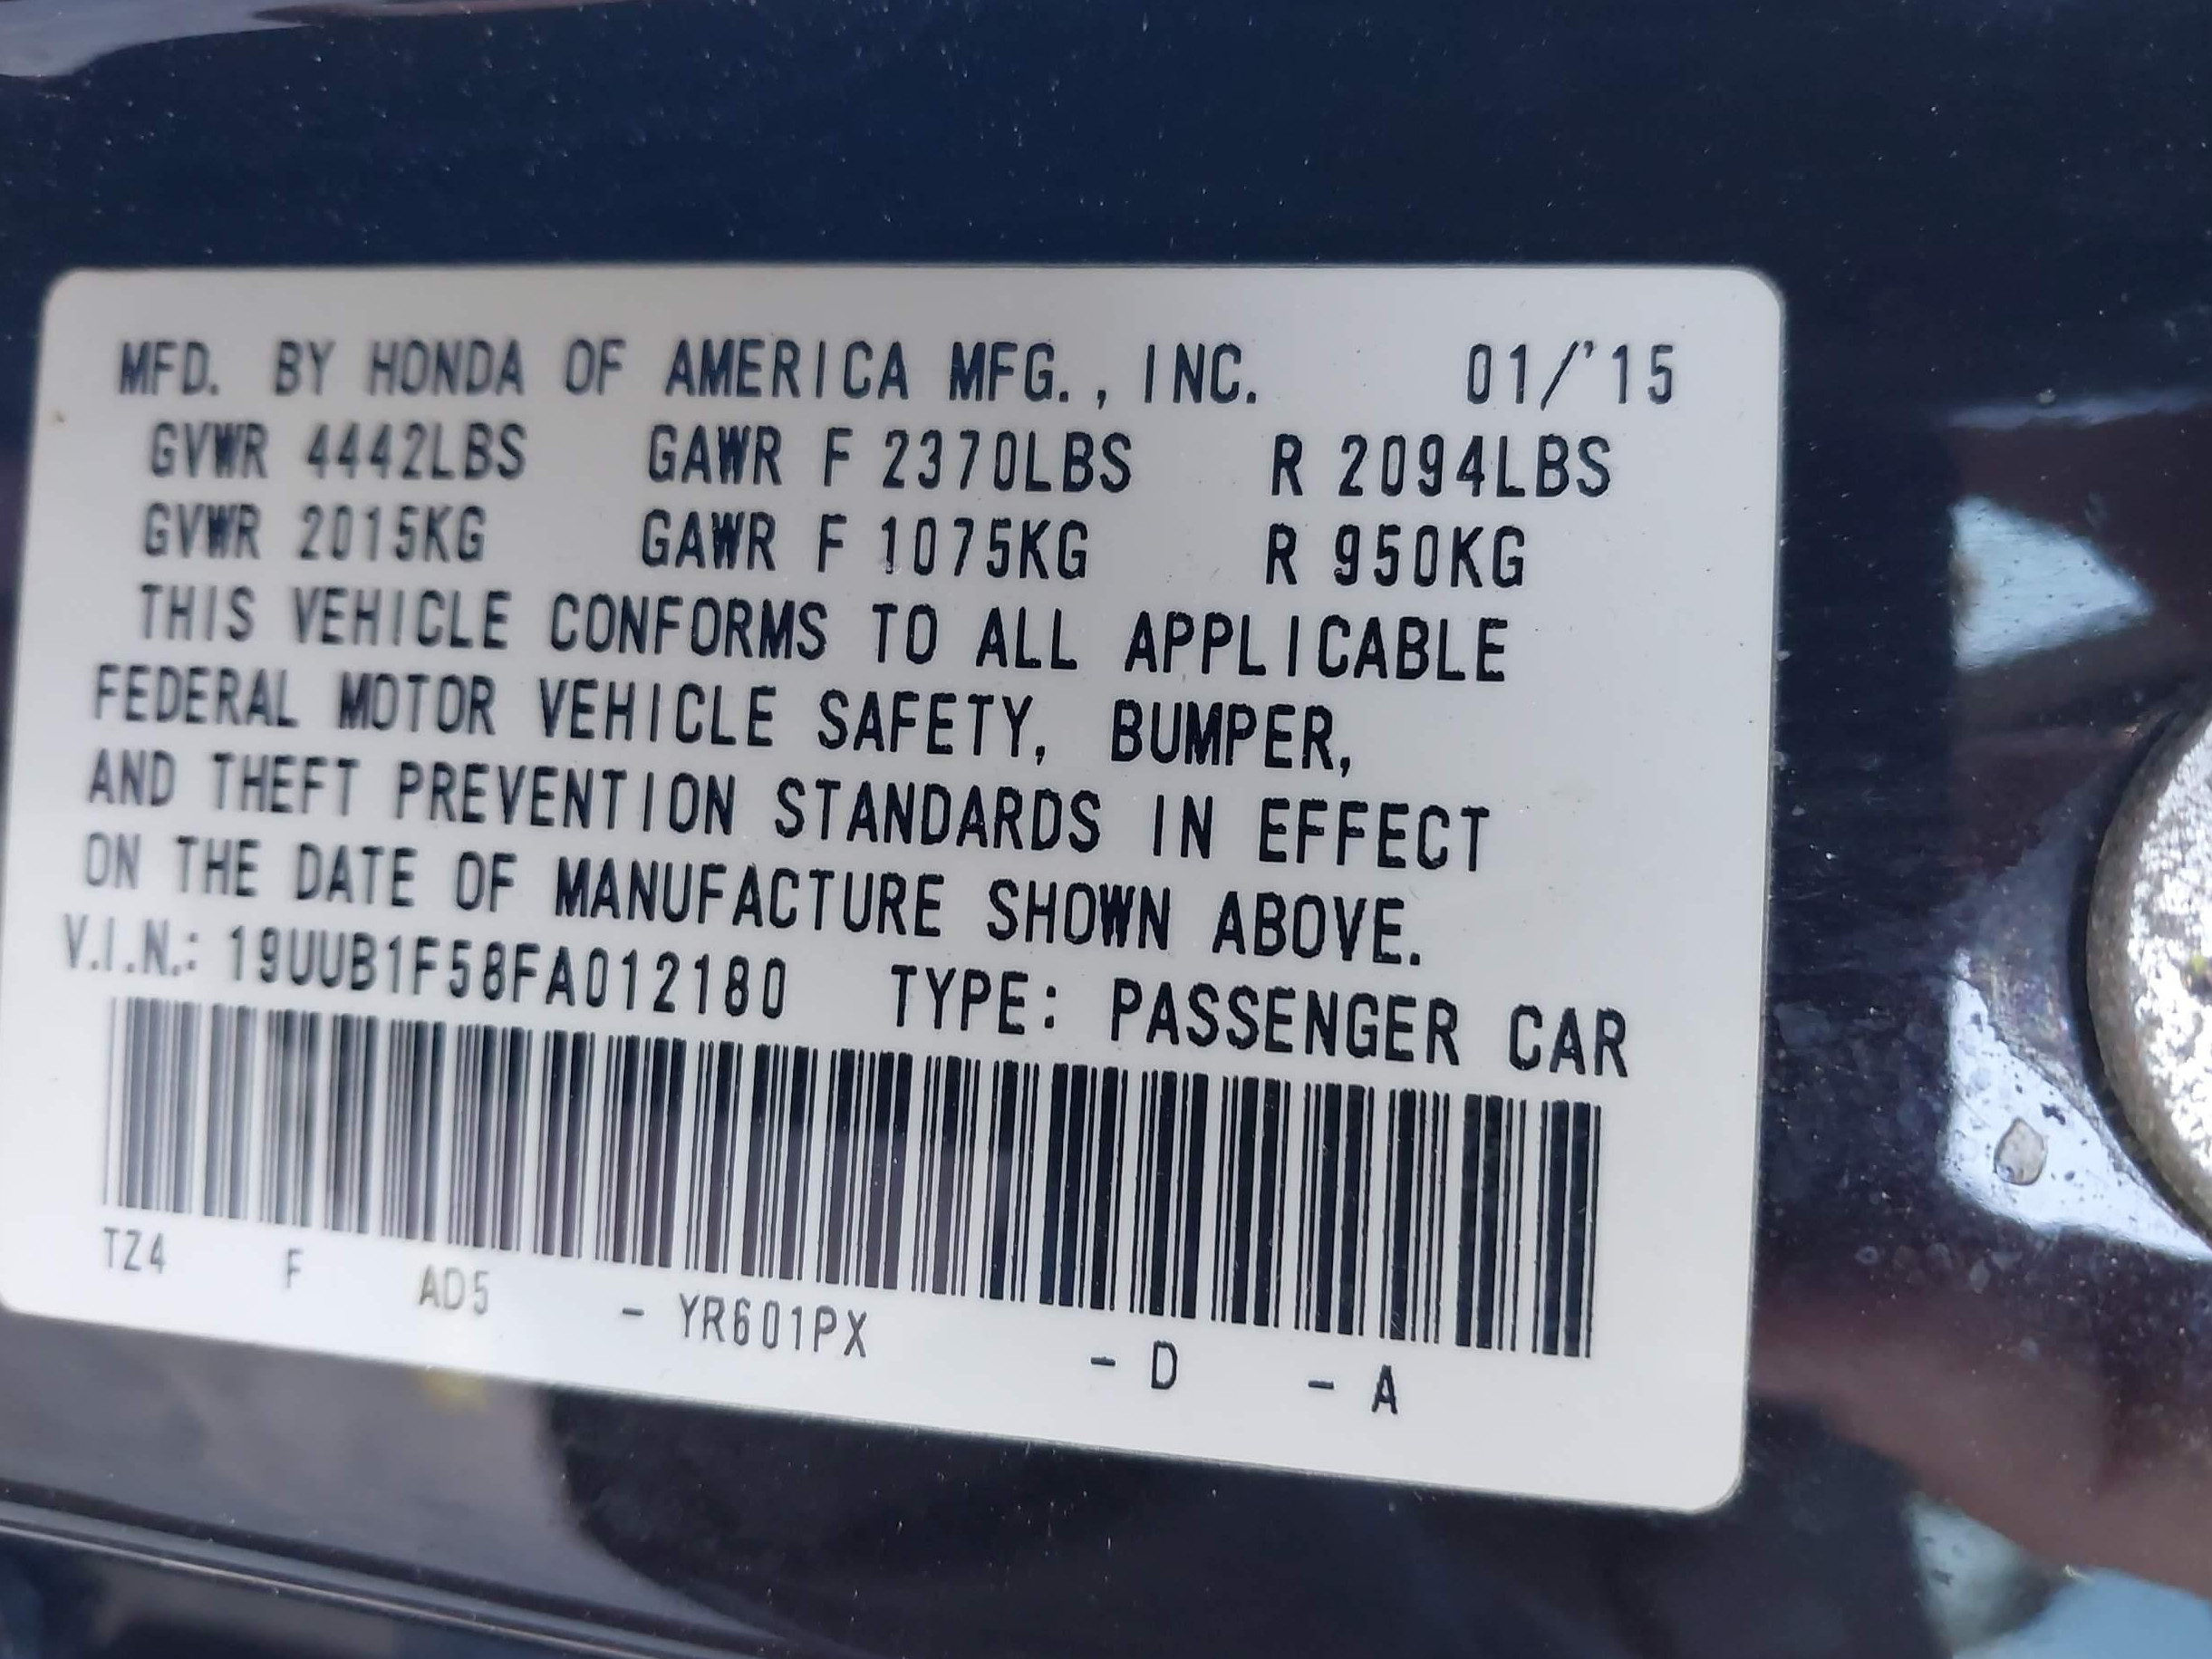 MFD. BY HONDA OF AMERICA MFG., INC. 01/'15
GVWR 4442LBS GAWR F 2370LBS R 2094LBS
GVWR 2015KG GAWR F 1075KG R 950KG
THIS VEHICLE CONFORMS TO ALL APPLICABLE
FEDERAL MOTOR VEHICLE SAFETY, BUMPER,
AND THEFT PREVENTION STANDARDS IN EFFECT
ON THE DATE OF MANUFACTURE SHOWN ABOVE.
V.I.N.: 19UUB1F58FA012180 TYPE: PASSENGER CAR
TZ4 F AD5 - YR601PX - D - A